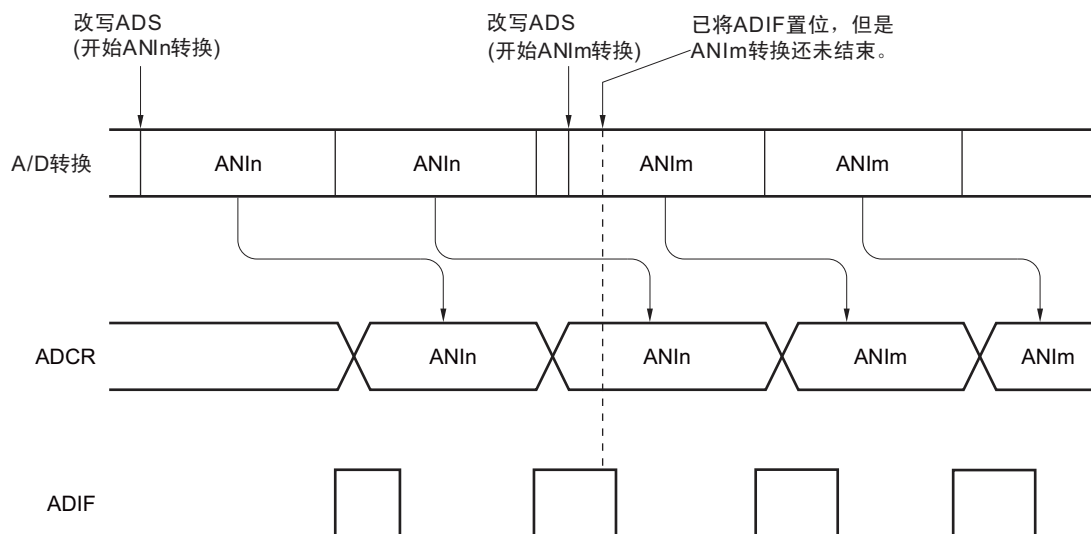 改写ADS
(开始ANIn转换)
改写ADS
(开始ANIm转换)
已将ADIF置位，但是
ANIm转换还未结束。
A/D转换
ANIn
ANIn
ANIm
ANIm
ADCR
ANIn
ANIn
ANIm
ANIm
ADIF